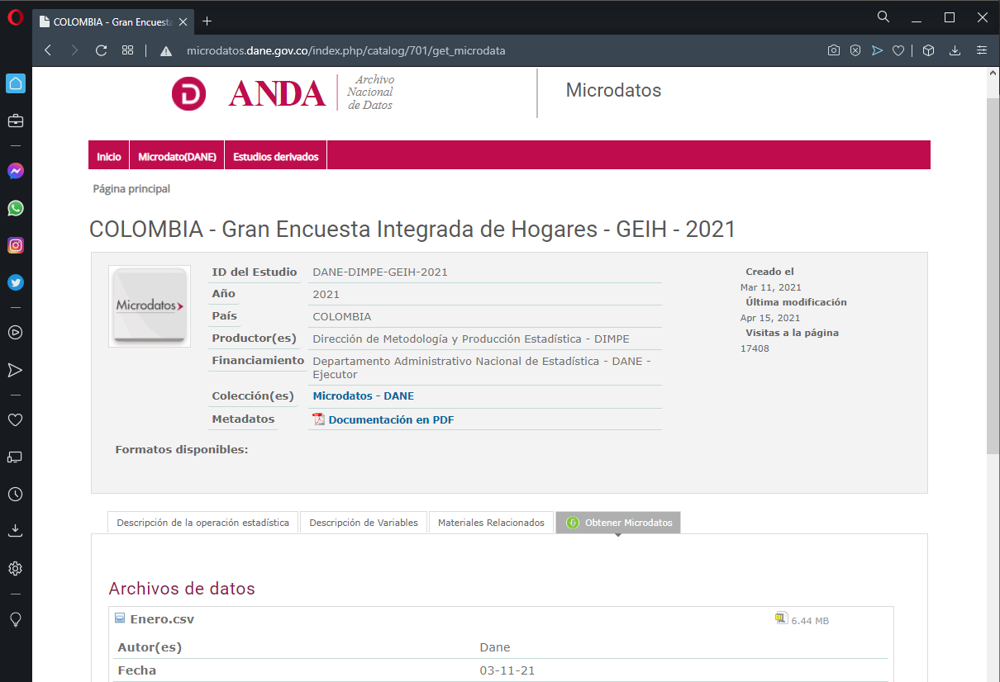 COLOMBIA - Gran Encuesta
microdatos.dane.gov.co/index.php/catalog/701/get_microdata
D
ANDA
Archivo
Nacional
de Datos
Microdatos
Inicio
Microdato(DANE)
Estudios derivados
Página principal
COLOMBIA - Gran Encuesta Integrada de Hogares - GEIH - 2021
Microdatos
ID del Estudio DANE-DIMPE-GEIH-2021
Año 2021
País COLOMBIA
Productor(es) Dirección de Metodología y Producción Estadística - DIMPE
Financiamiento Departamento Administrativo Nacional de Estadística - DANE -
Ejecutor
Colección(es) Microdatos - DANE
Metadatos Documentación en PDF
Creado el
Mar 11, 2021
Última modificación
Apr 15, 2021
Visitas a la página
17408
Formatos disponibles:
Descripción de la operación estadística
Descripción de Variables
Materiales Relacionados
Obtener Microdatos
Archivos de datos
Enero.csv 6.44 MB
Autor(es) Dane
Fecha 03-11-21